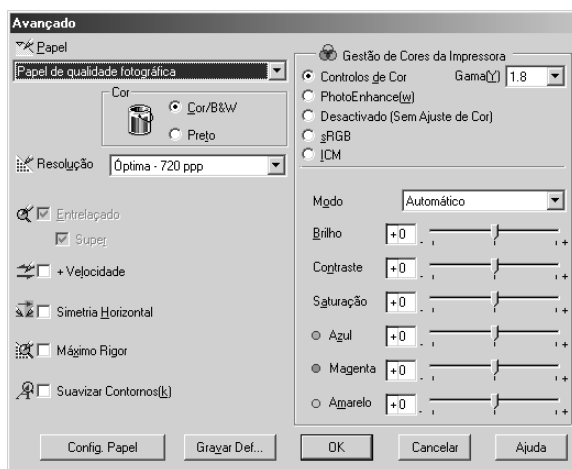 Avançado
Papel
Papel de qualidade fotográfica
Cor
Cor/B&W
Preto
Resolução
Óptima - 720 ppp
Entrelaçado
Super
+ Velocidade
Simetria Horizontal
Máximo Rigor
Suavizar Contornos(k)
Gestão de Cores da Impressora
Controlos de Cor
Gama(Y) 1.8
PhotoEnhance(w)
Desactivado (Sem Ajuste de Cor)
sRGB
ICM
Modo Automático
Brilho +0 - +
Contraste +0 - +
Saturação +0 - +
Azul +0 - +
Magenta +0 - +
Amarelo +0 - +
Config. Papel
Gravar Def...
OK
Cancelar
Ajuda